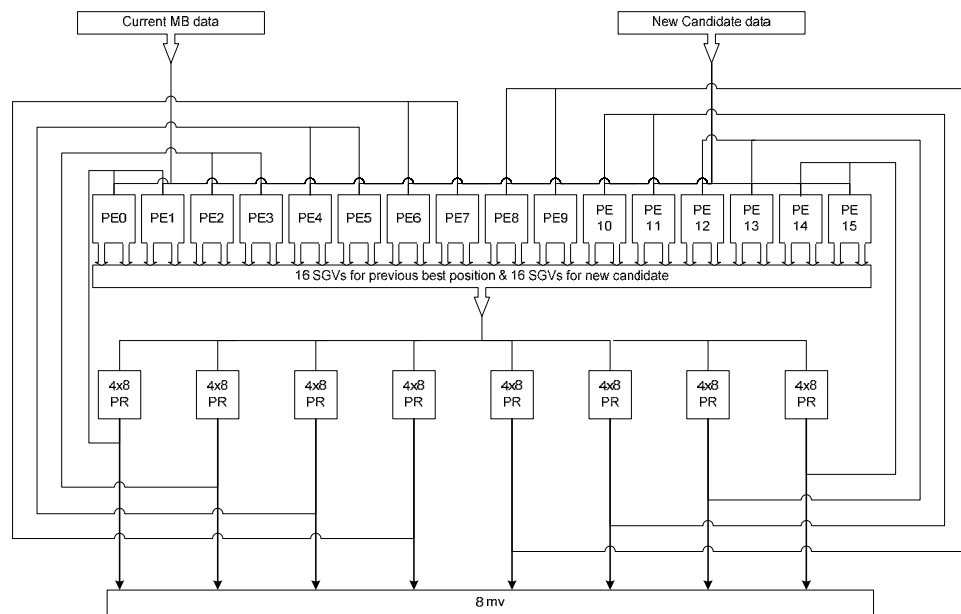 Current MB data
New Candidate data
PE0
PE1
PE2
PE3
PE4
PE5
PE6
PE7
PE8
PE9
PE
10
PE
11
PE
12
PE
13
PE
14
PE
15
16 SGVs for previous best position & 16 SGVs for new candidate
4x8
PR
4x8
PR
4x8
PR
4x8
PR
4x8
PR
4x8
PR
4x8
PR
4x8
PR
8 mv